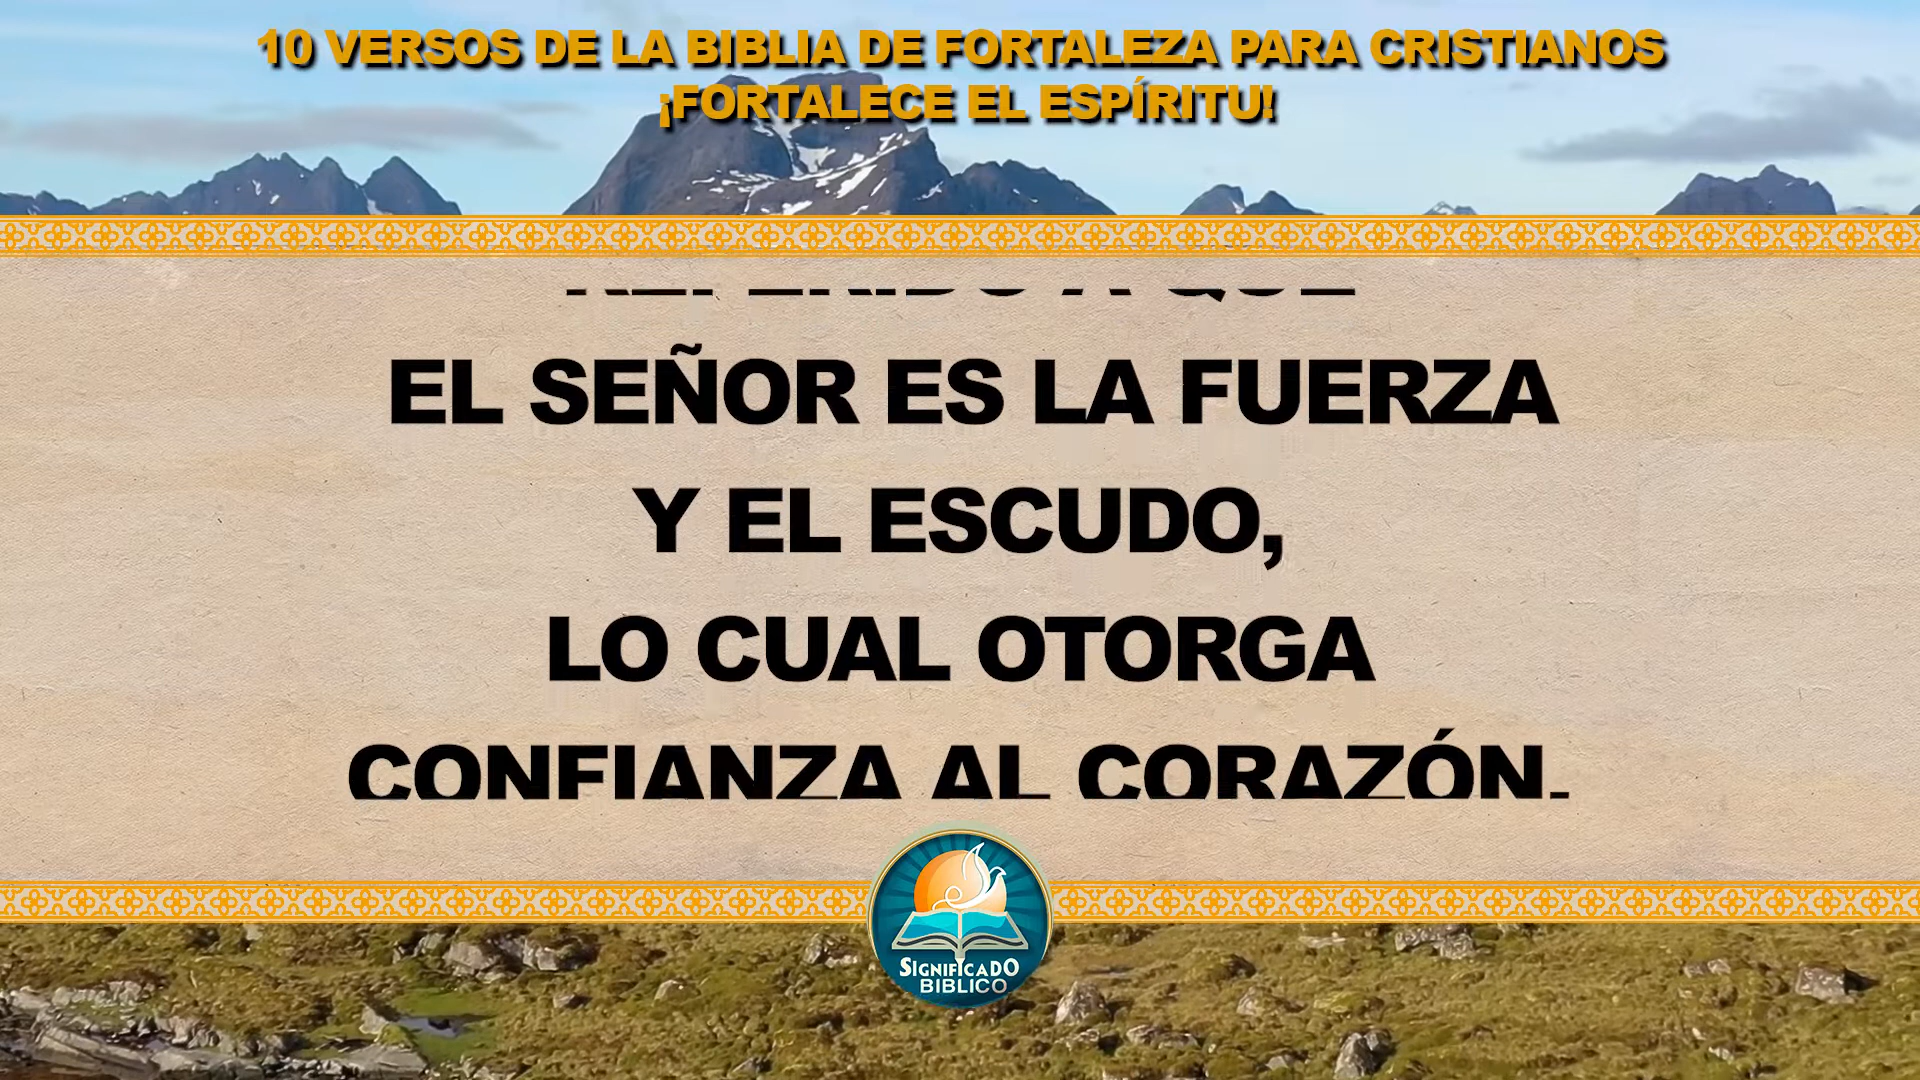 10 VERSOS DE LA BIBLIA DE FORTALEZA PARA CRISTIANOS
¡FORTALECE EL ESPÍRITU!
EL SEÑOR ES LA FUERZA
Y EL ESCUDO,
LO CUAL OTORGA
CONFIANZA AL CORAZÓN.
SIGNIFICADO
BIBLICO